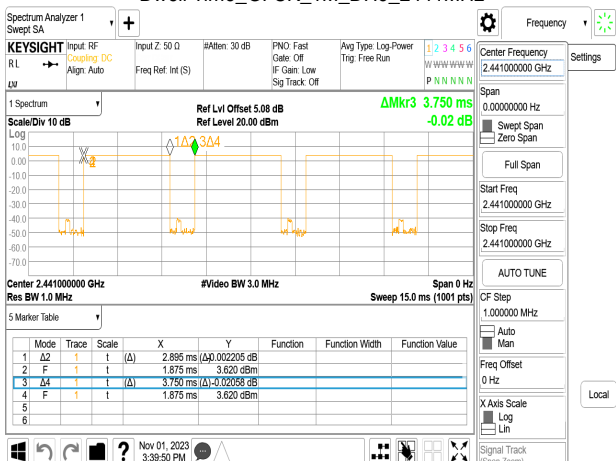 Spectrum Analyzer 1
Swept SA
Frequency
KEYSIGHT
Input: RF
Coupling: DC
Align: Auto
Input Z: 50 Ω
Freq Ref: Int (S)
#Atten: 30 dB
PNO: Fast
Gate: Off
IF Gain: Low
Sig Track: Off
Avg Type: Log-Power
Trig: Free Run
1 2 3 4 5 6
W W W W W W
P N N N N N
R L
Center Frequency
2.441000000 GHz
Settings
Span
0.00000000 Hz
Swept Span
Zero Span
Full Span
Start Freq
2.441000000 GHz
Stop Freq
2.441000000 GHz
AUTO TUNE
CF Step
1.000000 MHz
Auto
Man
Freq Offset
0 Hz
X Axis Scale
Log
Lin
Signal Track
Local
1 Spectrum
Scale/Div 10 dB
Ref Lvl Offset 5.08 dB
Ref Level 20.00 dBm
ΔMkr3 3.750 ms
-0.02 dB
Log
10.0
0.00
-10.0
-20.0
-30.0
-40.0
-50.0
-60.0
-70.0
1Δ2 3Δ4
Center 2.441000000 GHz
Res BW 1.0 MHz
#Video BW 3.0 MHz
Span 0 Hz
Sweep 15.0 ms (1001 pts)
5 Marker Table
Mode Trace Scale X Y Function Function Width Function Value
1 Δ2 1 t (Δ) 2.895 ms (Δ) -0.002205 dB
2 F 1 t 1.875 ms 3.620 dBm
3 Δ4 1 t (Δ) 3.750 ms (Δ) -0.02058 dB
4 F 1 t 1.875 ms 3.620 dBm
5
6
Nov 01, 2023
3:39:50 PM